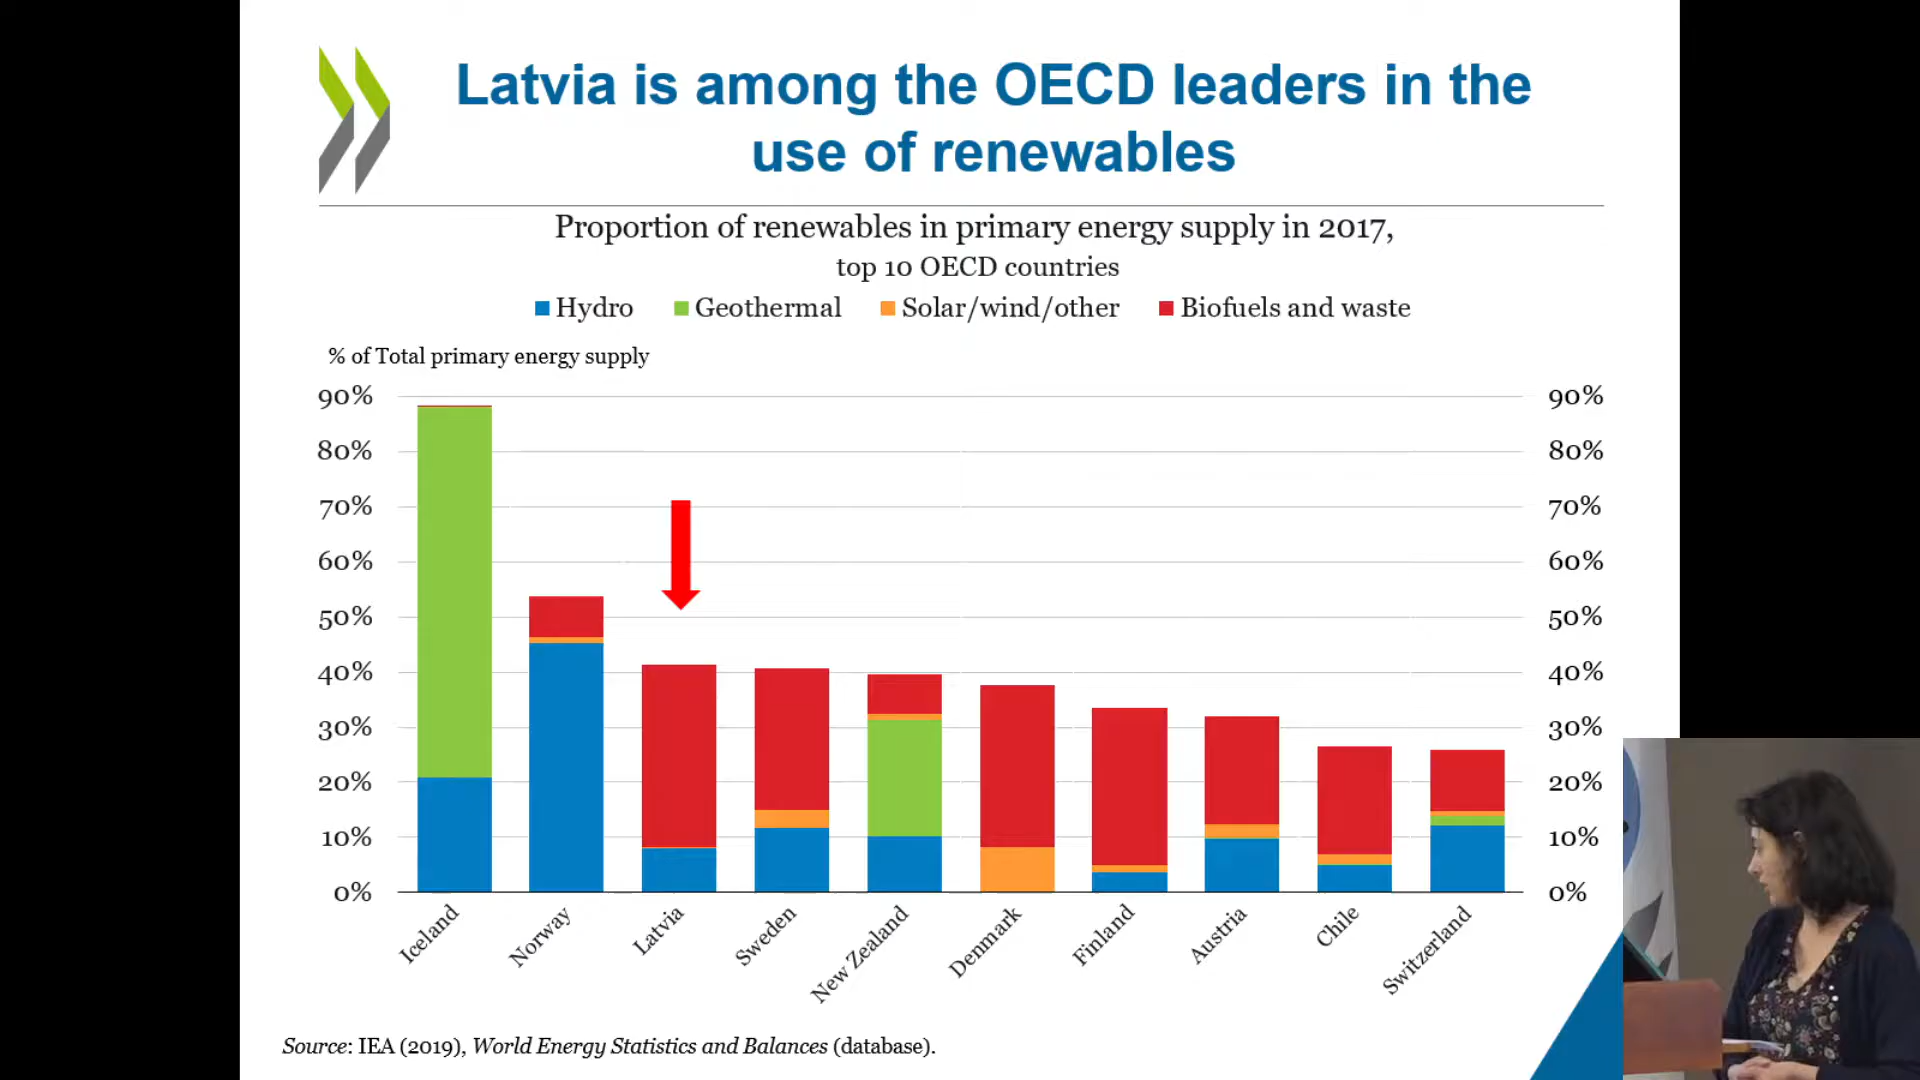 Latvia is among the OECD leaders in the
use of renewables
Proportion of renewables in primary energy supply in 2017,
top 10 OECD countries
Hydro Geothermal Solar/wind/other Biofuels and waste
% of Total primary energy supply
90% 90%
80% 80%
70% 70%
60% 60%
50% 50%
40% 40%
30% 30%
20% 20%
10% 10%
0% 0%
Iceland
Norway
Latvia
Sweden
New Zealand
Denmark
Finland
Austria
Chile
Switzerland
Source: IEA (2019), World Energy Statistics and Balances (database).